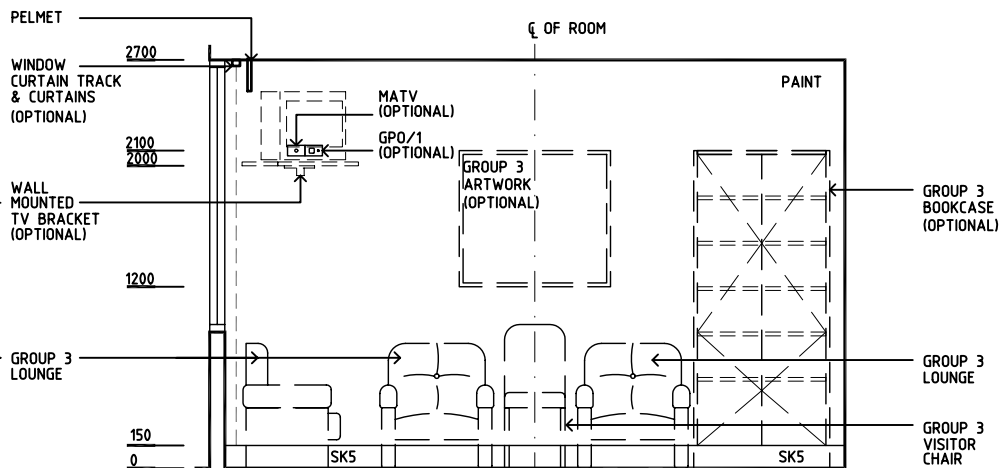 PELMET
℄ OF ROOM
2700
WINDOW
CURTAIN TRACK
& CURTAINS
(OPTIONAL)
PAINT
MATV
(OPTIONAL)
GPO/1
(OPTIONAL)
2100
2000
GROUP 3
ARTWORK
(OPTIONAL)
WALL
MOUNTED
TV BRACKET
(OPTIONAL)
GROUP 3
BOOKCASE
(OPTIONAL)
1200
GROUP 3
LOUNGE
GROUP 3
LOUNGE
GROUP 3
VISITOR
CHAIR
150
0
SK5
SK5